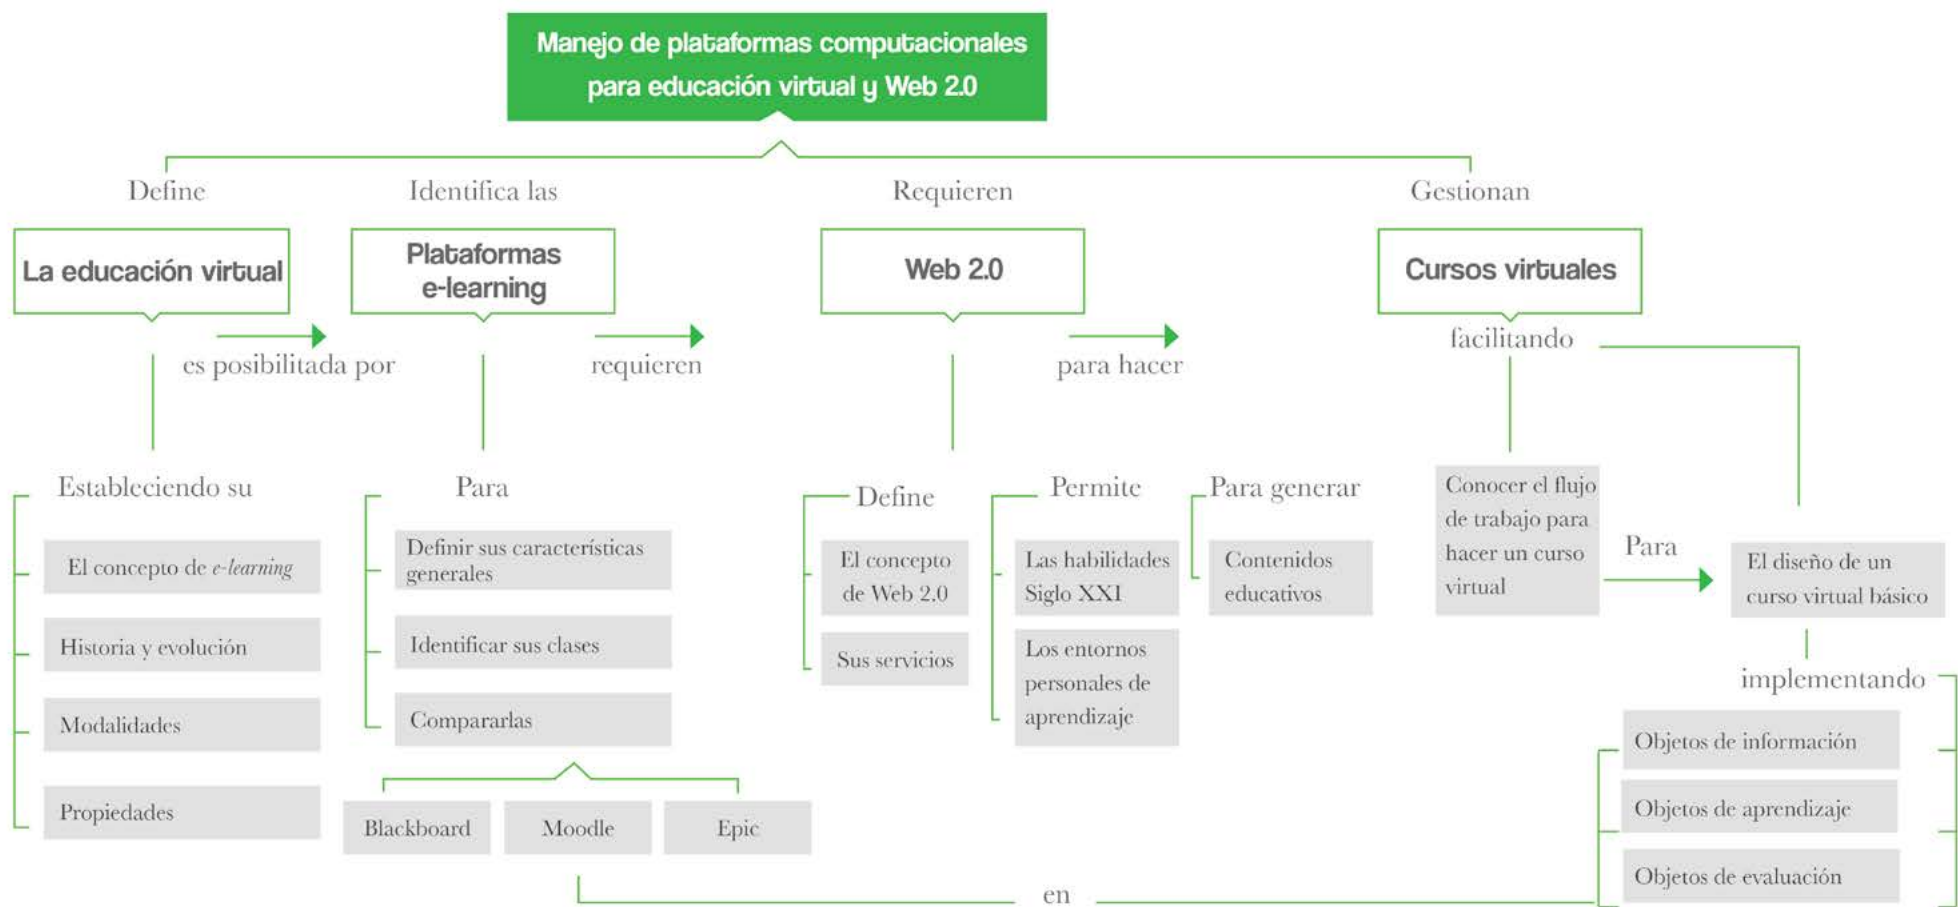 Manejo de plataformas computacionales
para educación virtual y Web 2.0
Define
Identifica las
Requieren
Gestionan
La educación virtual
Plataformas
e-learning
Web 2.0
Cursos virtuales
es posibilitada por
requieren
para hacer
facilitando
Estableciendo su
El concepto de e-learning
Historia y evolución
Modalidades
Propiedades
Para
Definir sus características
generales
Identificar sus clases
Compararlas
Blackboard
Moodle
Epic
Define
El concepto
de Web 2.0
Sus servicios
Permite
Las habilidades
Siglo XXI
Los entornos
personales de
aprendizaje
Para generar
Contenidos
educativos
Conocer el flujo
de trabajo para
hacer un curso
virtual
Para
El diseño de un
curso virtual básico
implementando
Objetos de información
Objetos de aprendizaje
Objetos de evaluación
en